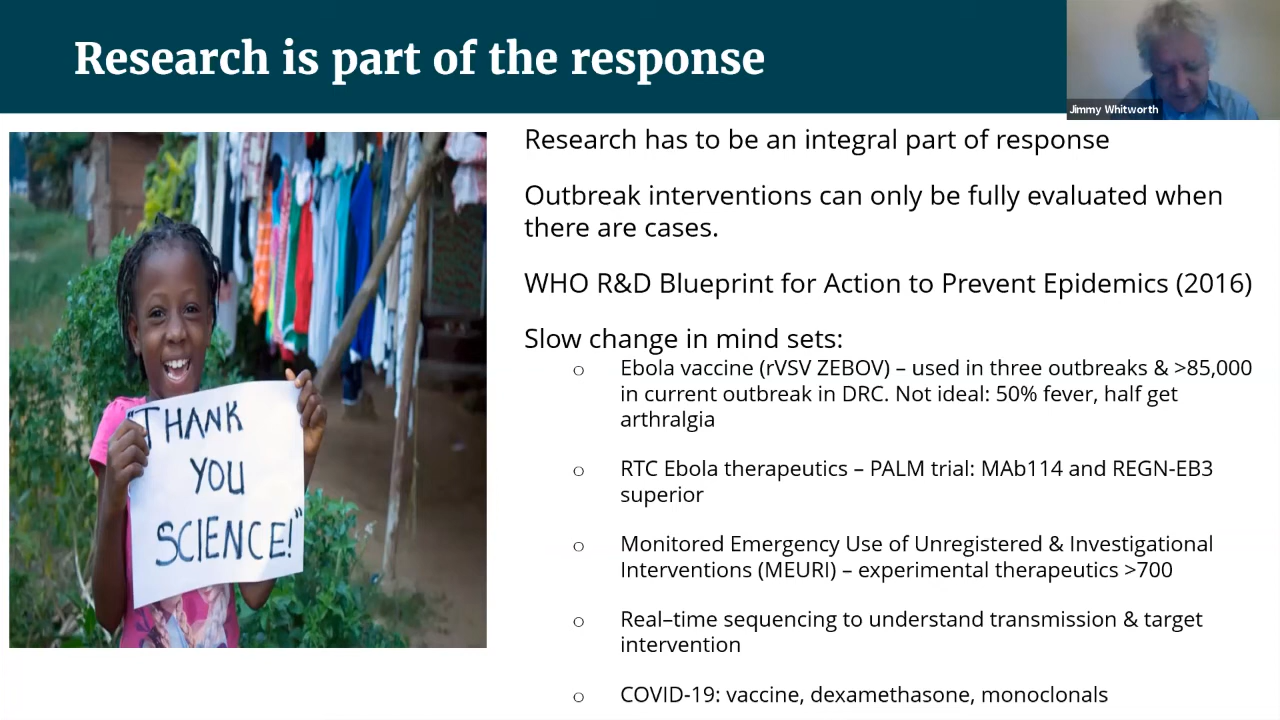 Research is part of the response
Jimmy Whitworth
"THANK
YOU
SCIENCE!"
Research has to be an integral part of response
Outbreak interventions can only be fully evaluated when
there are cases.
WHO R&D Blueprint for Action to Prevent Epidemics (2016)
Slow change in mind sets:
o Ebola vaccine (rVSV ZEBOV) – used in three outbreaks & >85,000
in current outbreak in DRC. Not ideal: 50% fever, half get
arthralgia
o RTC Ebola therapeutics – PALM trial: MAb114 and REGN-EB3
superior
o Monitored Emergency Use of Unregistered & Investigational
Interventions (MEURI) – experimental therapeutics >700
o Real–time sequencing to understand transmission & target
intervention
o COVID-19: vaccine, dexamethasone, monoclonals